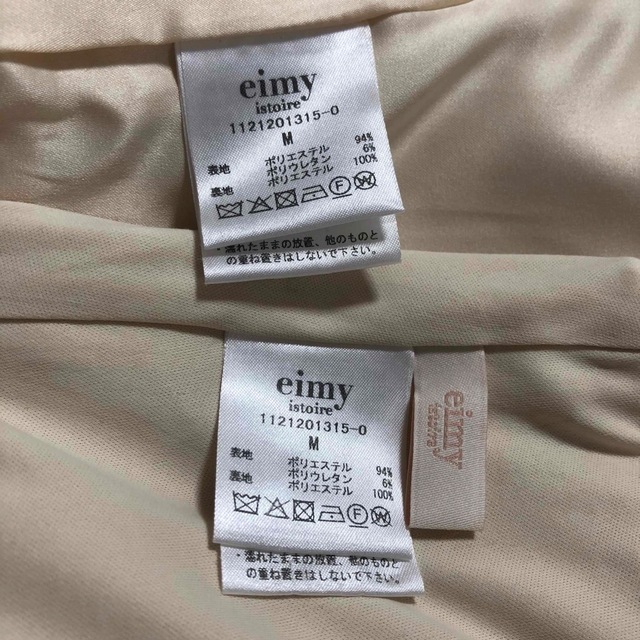 eimy
istoire
1121201315-0
M
表地 ポリエステル 94%
ポリウレタン 6%
裏地 ポリエステル 100%
・濡れたままの放置、他のものと
の重ね置きはしないで下さい。
eimy
istoire
1121201315-0
M
表地 ポリエステル 94%
ポリウレタン 6%
裏地 ポリエステル 100%
・濡れたままの放置、他のものと
の重ね置きはしないで下さい。
eimy
istoire